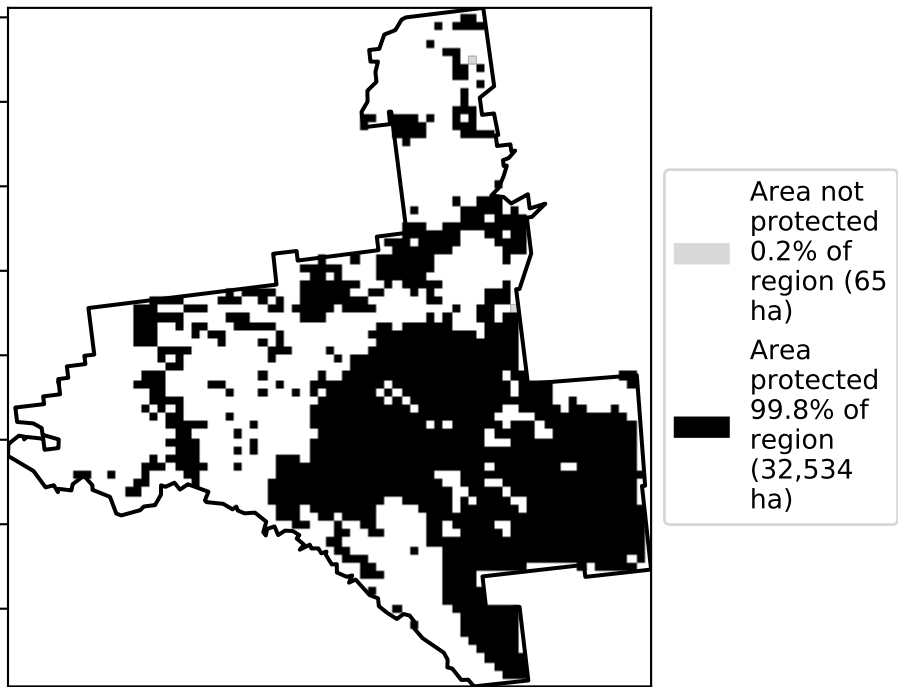 Area not
protected
0.2% of
region (65
ha)
Area
protected
99.8% of
region
(32,534
ha)